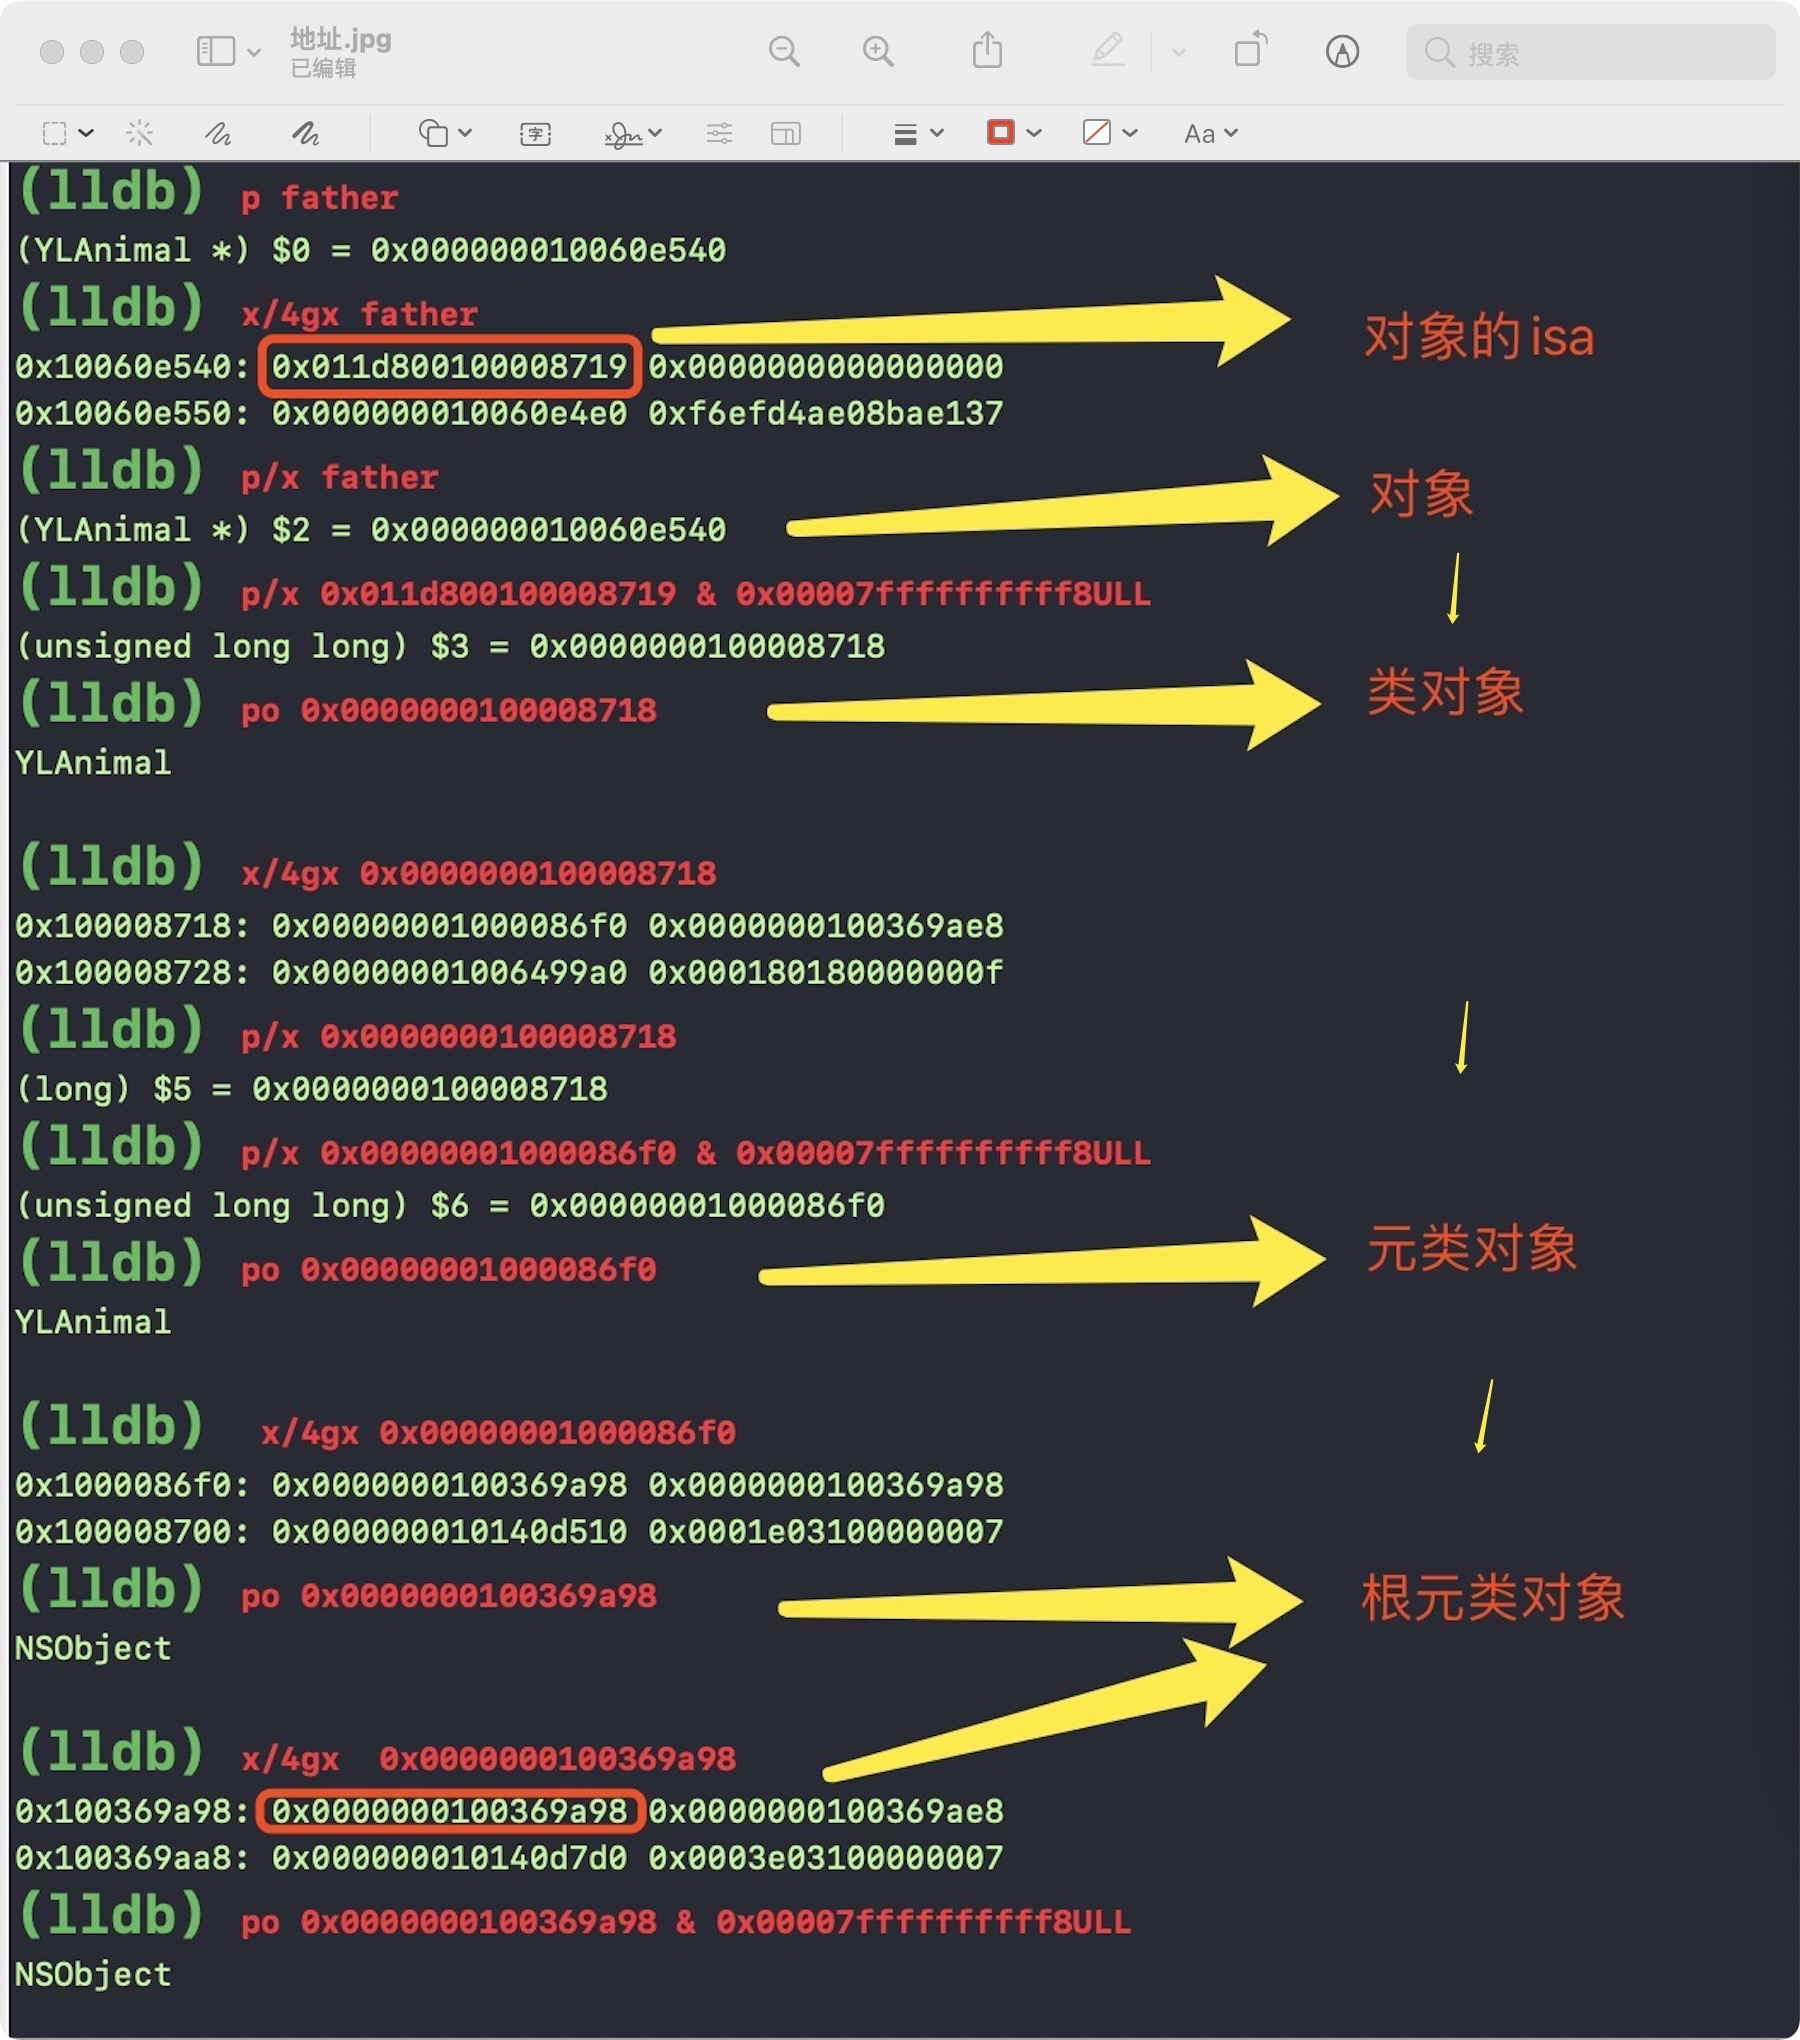 地址.jpg
已编辑
搜索
字
Aa
(lldb) p father
(YLAnimal *) $0 = 0x000000010060e540
(lldb) x/4gx father
对象的isa
0x10060e540: 0x011d800100008719 0x0000000000000000
0x10060e550: 0x000000010060e4e0 0xf6efd4ae08bae137
(lldb) p/x father
对象
(YLAnimal *) $2 = 0x000000010060e540
(lldb) p/x 0x011d800100008719 & 0x00007ffffffffff8ULL
(unsigned long long) $3 = 0x0000000100008718
(lldb) po 0x0000000100008718
类对象
YLAnimal
(lldb) x/4gx 0x0000000100008718
0x100008718: 0x00000001000086f0 0x0000000100369ae8
0x100008728: 0x00000001006499a0 0x000180180000000f
(lldb) p/x 0x0000000100008718
(long) $5 = 0x0000000100008718
(lldb) p/x 0x00000001000086f0 & 0x00007ffffffffff8ULL
(unsigned long long) $6 = 0x00000001000086f0
(lldb) po 0x00000001000086f0
元类对象
YLAnimal
(lldb) x/4gx 0x00000001000086f0
0x1000086f0: 0x0000000100369a98 0x0000000100369a98
0x100008700: 0x000000010140d510 0x0001e03100000007
(lldb) po 0x0000000100369a98
根元类对象
NSObject
(lldb) x/4gx 0x0000000100369a98
0x100369a98: 0x0000000100369a98 0x0000000100369ae8
0x100369aa8: 0x000000010140d7d0 0x0003e03100000007
(lldb) po 0x0000000100369a98 & 0x00007ffffffffff8ULL
NSObject